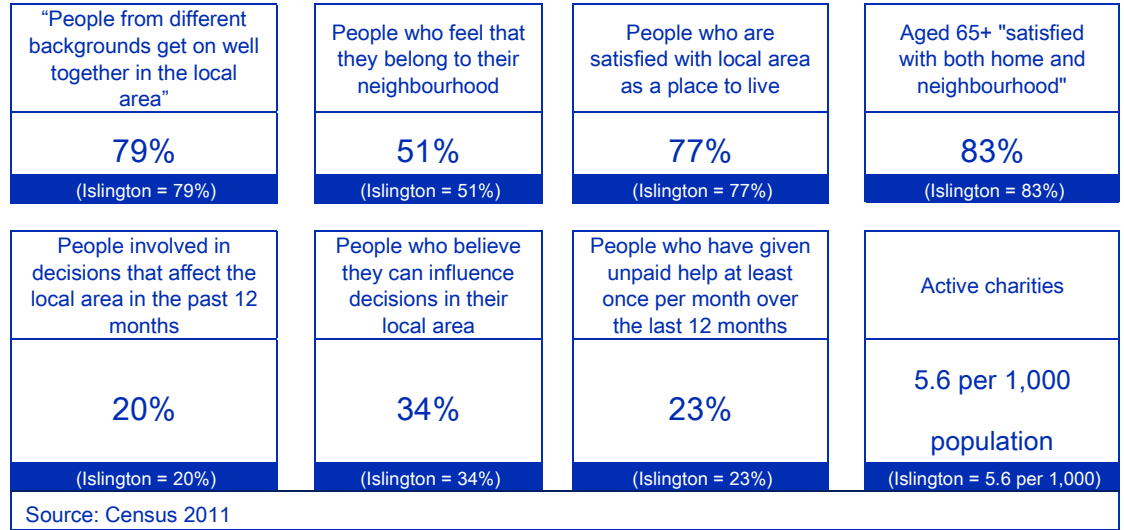 “People from different
backgrounds get on well
together in the local
area”
79%
(Islington = 79%)
People who feel that
they belong to their
neighbourhood
51%
(Islington = 51%)
People who are
satisfied with local area
as a place to live
77%
(Islington = 77%)
Aged 65+ "satisfied
with both home and
neighbourhood"
83%
(Islington = 83%)
People involved in
decisions that affect the
local area in the past 12
months
20%
(Islington = 20%)
People who believe
they can influence
decisions in their
local area
34%
(Islington = 34%)
People who have given
unpaid help at least
once per month over
the last 12 months
23%
(Islington = 23%)
Active charities
5.6 per 1,000
population
(Islington = 5.6 per 1,000)
Source: Census 2011